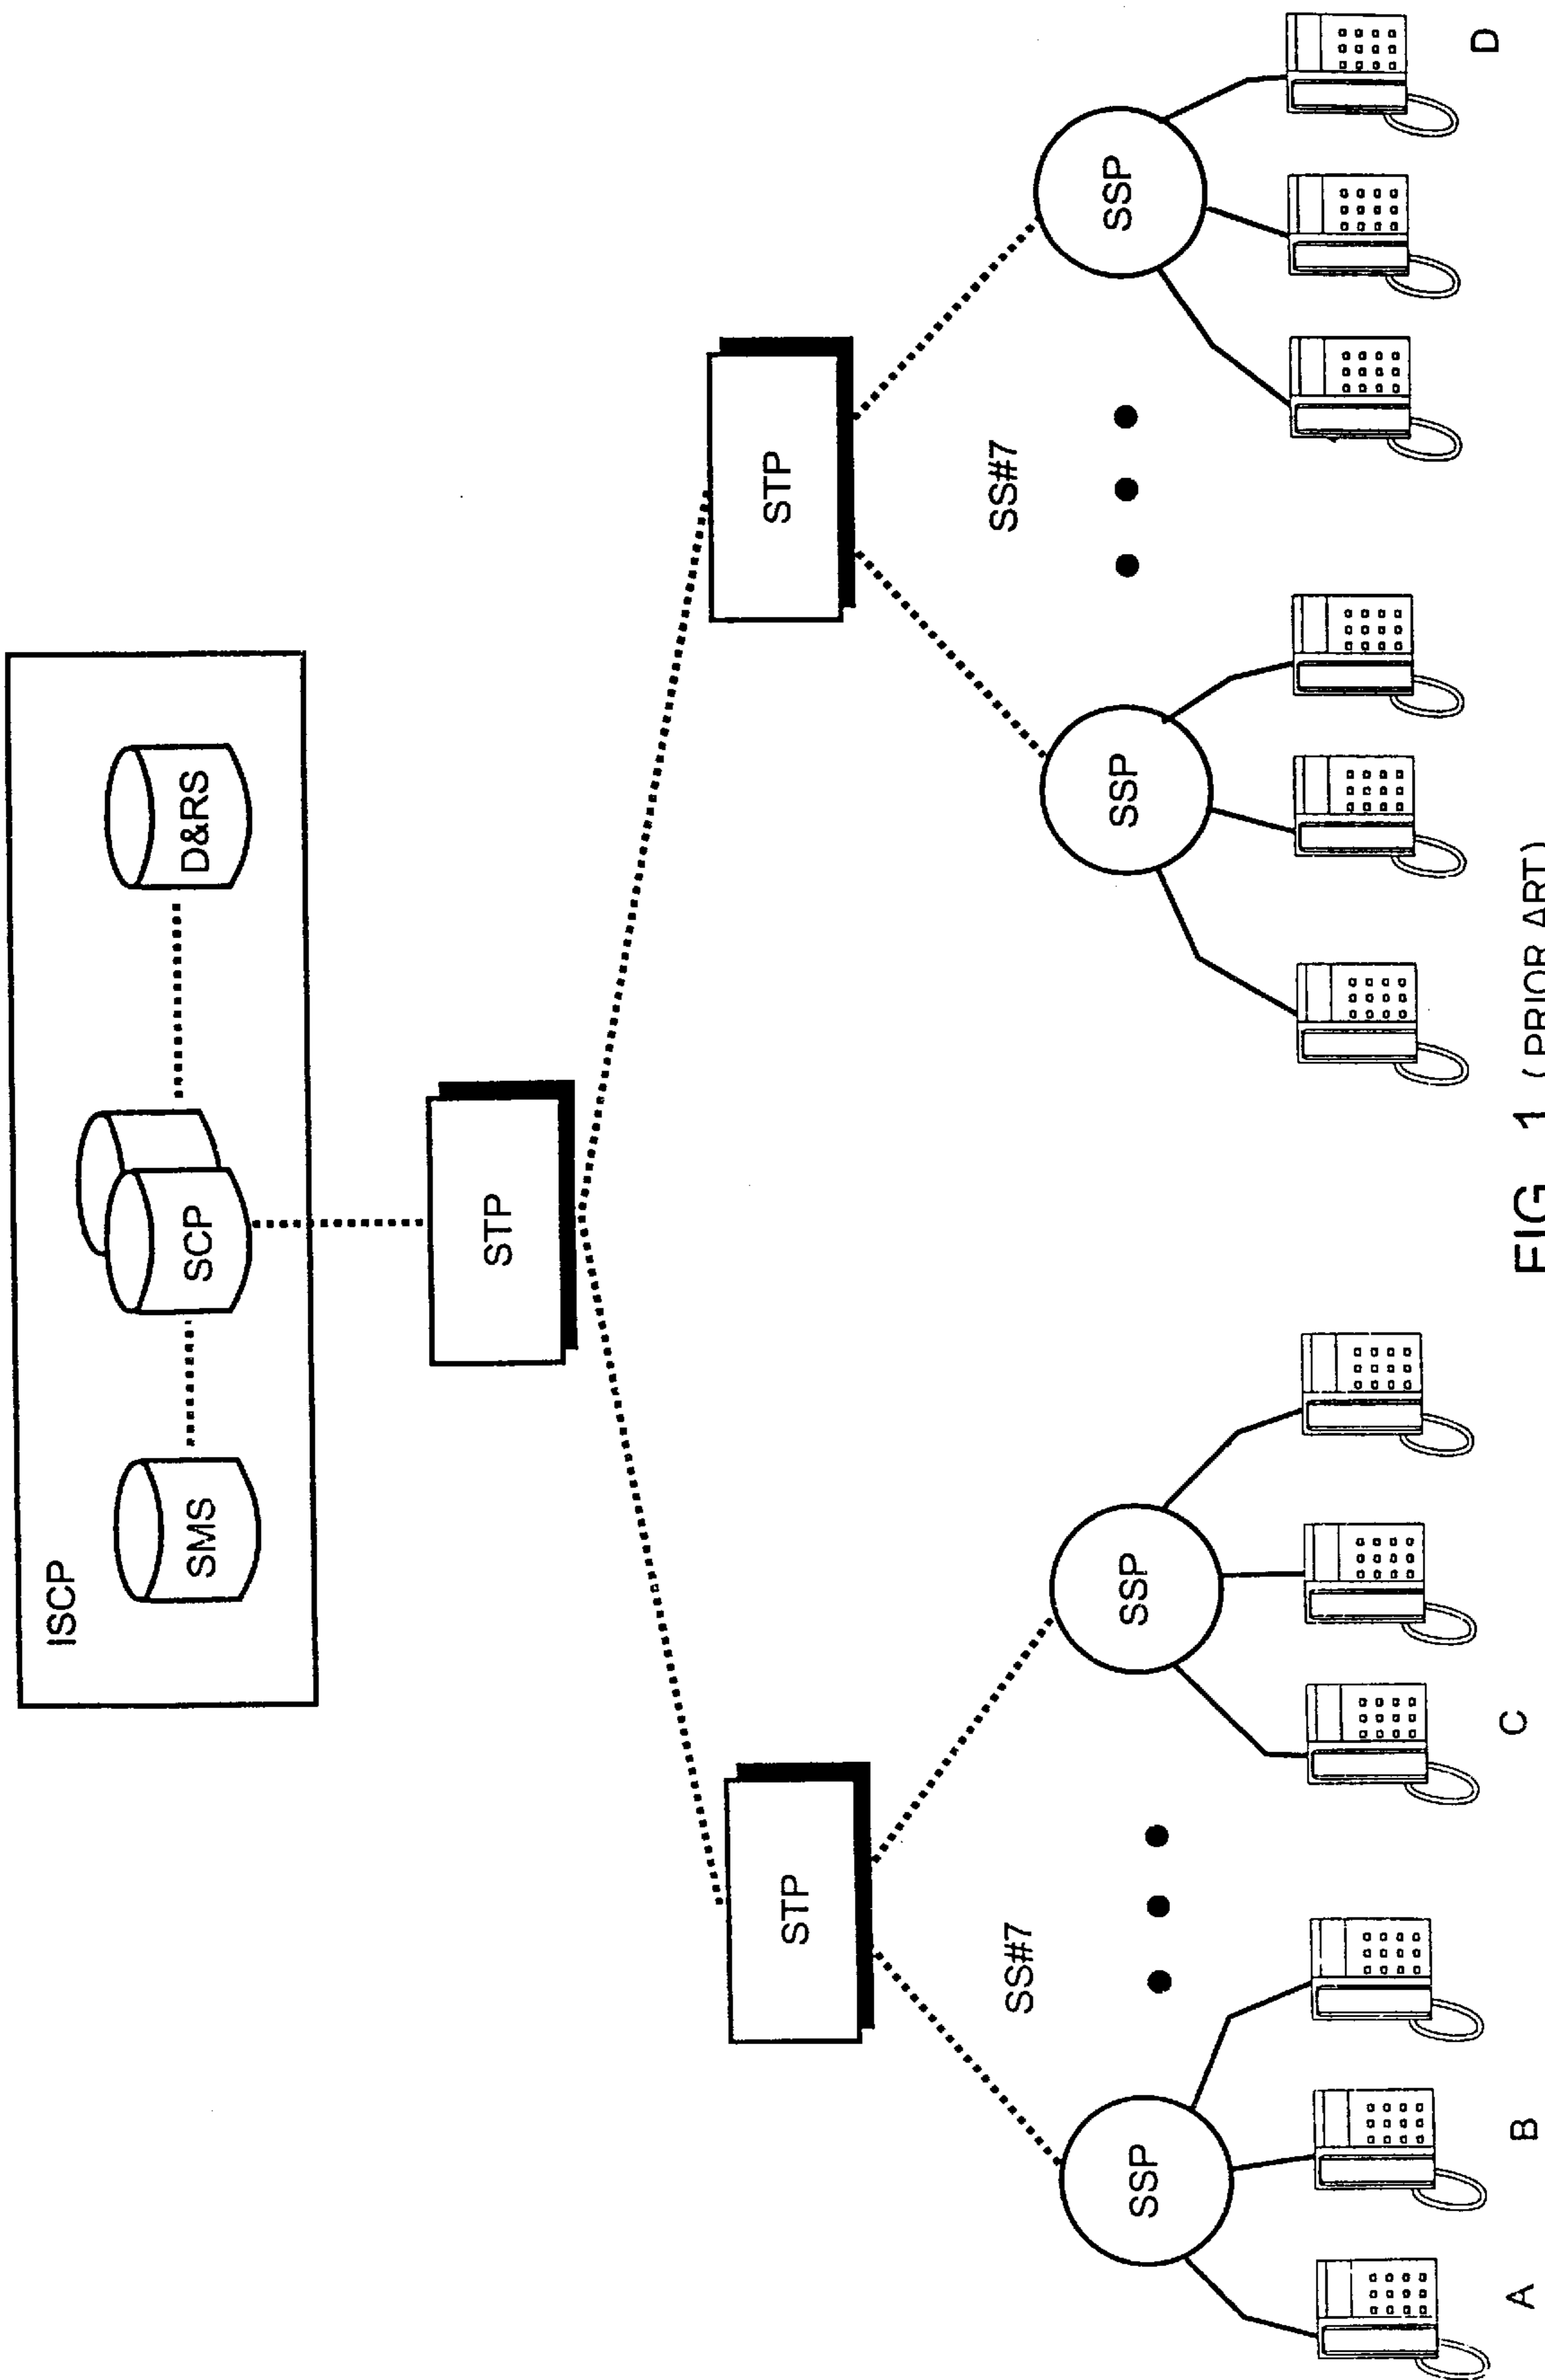 ISCP
SMS
SCP
D&RS
STP
STP
STP
SS#7
SS#7
SSP
SSP
SSP
SSP
A
B
C
D
FIG. 1 (PRIOR ART)